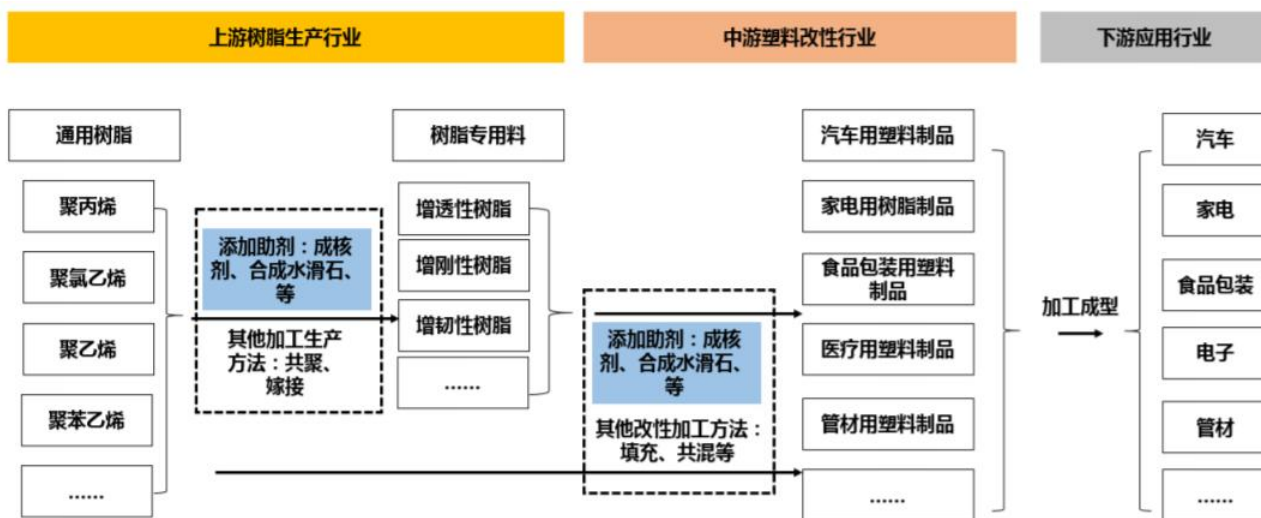 上游树脂生产行业
中游塑料改性行业
下游应用行业
通用树脂
聚丙烯
聚氯乙烯
聚乙烯
聚苯乙烯
......
添加助剂：成核
剂、合成水滑石、
等
其他加工生产
方法：共聚、
嫁接
树脂专用料
增透性树脂
增刚性树脂
增韧性树脂
......
添加助剂：成核
剂、合成水滑石、
等
其他改性加工方法：
填充、共混等
汽车用塑料制品
家电用树脂制品
食品包装用塑料
制品
医疗用塑料制品
管材用塑料制品
......
加工成型
汽车
家电
食品包装
电子
管材
......